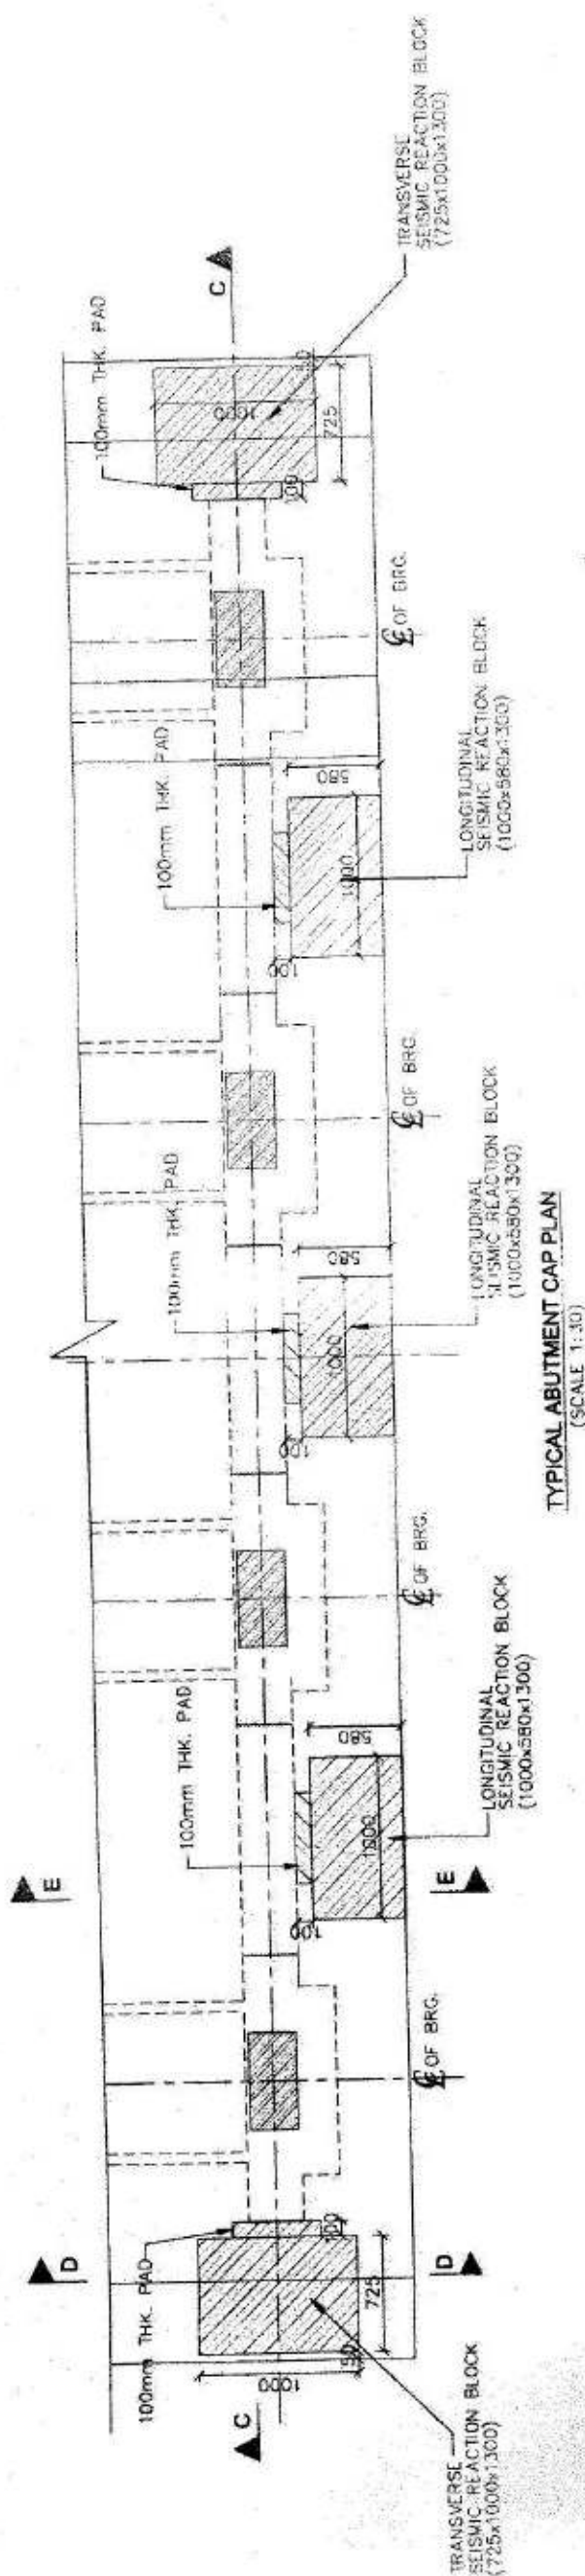 TRANSVERSE
SEISMIC REACTION BLOCK
(725x1000x1300)
C
1000
50
725
100
100mm THK. PAD
D
D
℄ OF BRG.
E
E
100mm THK. PAD
100
1000
580
LONGITUDINAL
SEISMIC REACTION BLOCK
(1000x580x1300)
℄ OF BRG.
100mm THK. PAD
100
1000
580
LONGITUDINAL
SEISMIC REACTION BLOCK
(1000x580x1300)
℄ OF BRG.
100mm THK. PAD
100
1000
580
LONGITUDINAL
SEISMIC REACTION BLOCK
(1000x580x1300)
℄ OF BRG.
100mm THK. PAD
100
1000
50
725
C
TRANSVERSE
SEISMIC REACTION BLOCK
(725x1000x1300)
TYPICAL ABUTMENT CAP PLAN
(SCALE 1:30)